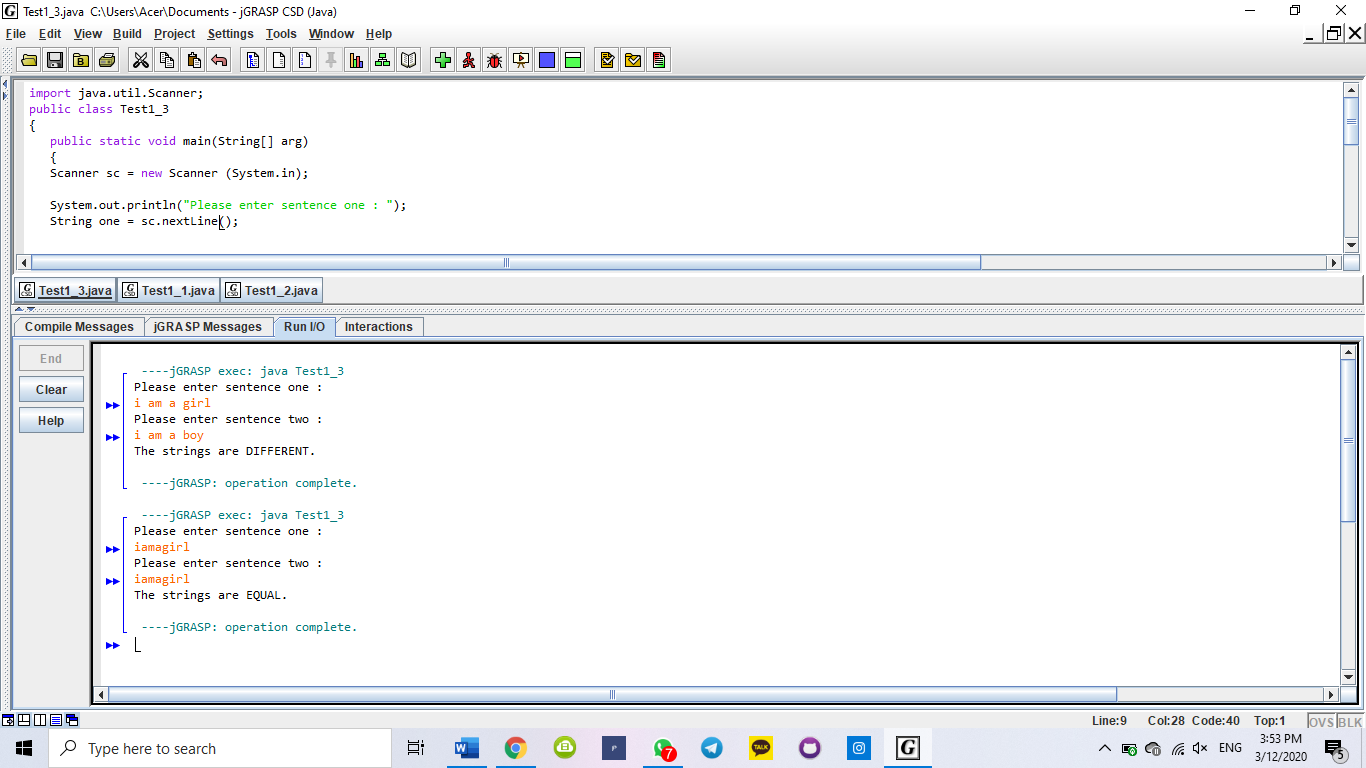 Test1_3.java  C:\Users\Acer\Documents - jGRASP CSD (Java)
File Edit View Build Project Settings Tools Window Help
import java.util.Scanner;
public class Test1_3
{
   public static void main(String[] arg)
   {
   Scanner sc = new Scanner (System.in);
   System.out.println("Please enter sentence one : ");
   String one = sc.nextLine();
Test1_3.java Test1_1.java Test1_2.java
Compile Messages jGRASP Messages Run I/O Interactions
End
Clear
Help
----jGRASP exec: java Test1_3
Please enter sentence one :
i am a girl
Please enter sentence two :
i am a boy
The strings are DIFFERENT.
----jGRASP: operation complete.
----jGRASP exec: java Test1_3
Please enter sentence one :
iamagirl
Please enter sentence two :
iamagirl
The strings are EQUAL.
----jGRASP: operation complete.
Line:9 Col:28 Code:40 Top:1 OVS BLK
Type here to search
TALK
7
ENG
3:53 PM
3/12/2020
5